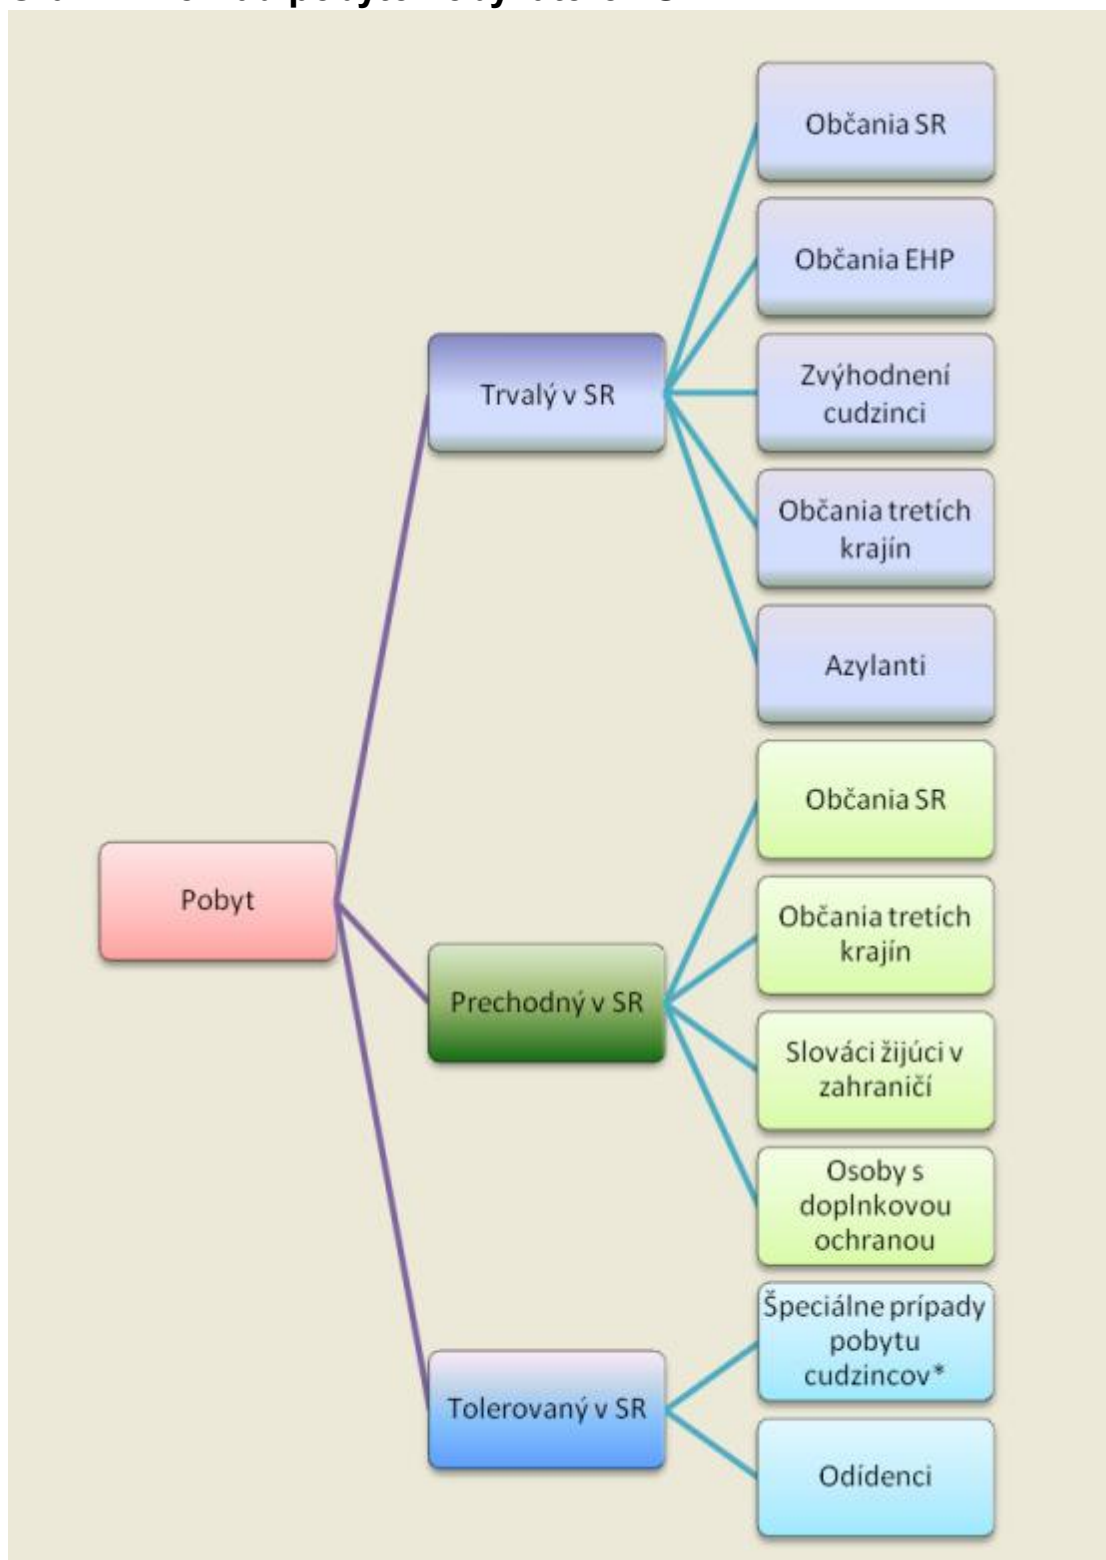 Občania SR
Občania EHP
Zvýhodnení
cudzinci
Trvalý v SR
Občania tretích
krajín
Azylanti
Občania SR
Pobyt
Občania tretích
krajín
Prechodný v SR
Slováci žijúci v
zahraničí
Osoby s
doplnkovou
ochranou
Špeciálne prípady
pobytu
cudzincov*
Tolerovaný v SR
Odídenci